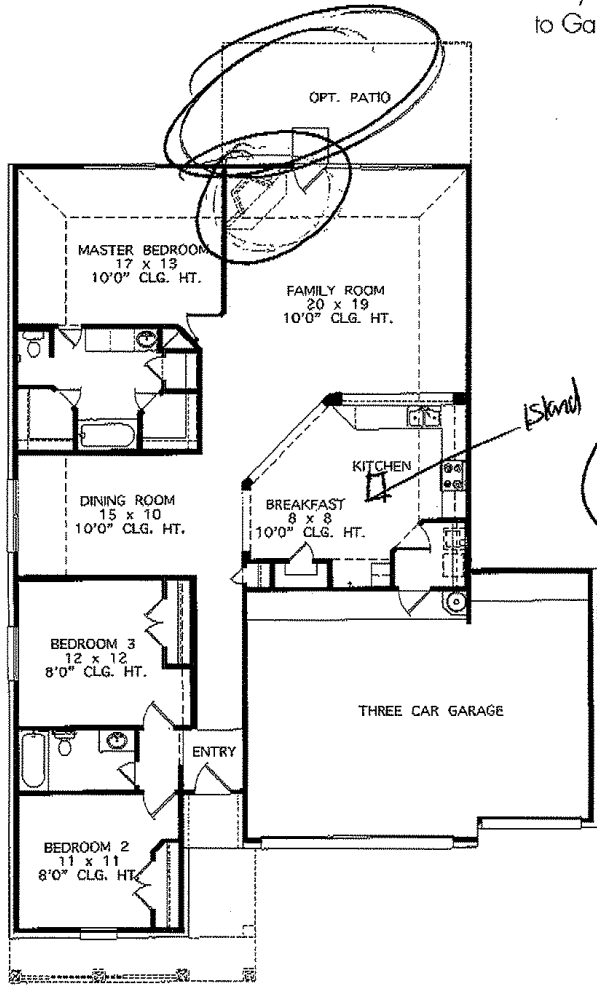 to Ga
OPT. PATIO
MASTER BEDROOM
17 x 13
10'0" CLG. HT.
FAMILY ROOM
20 x 19
10'0" CLG. HT.
Island
KITCHEN
DINING ROOM
15 x 10
10'0" CLG. HT.
BREAKFAST
8 x 8
10'0" CLG. HT.
BEDROOM 3
12 x 12
8'0" CLG. HT.
THREE CAR GARAGE
ENTRY
BEDROOM 2
11 x 11
8'0" CLG. HT.